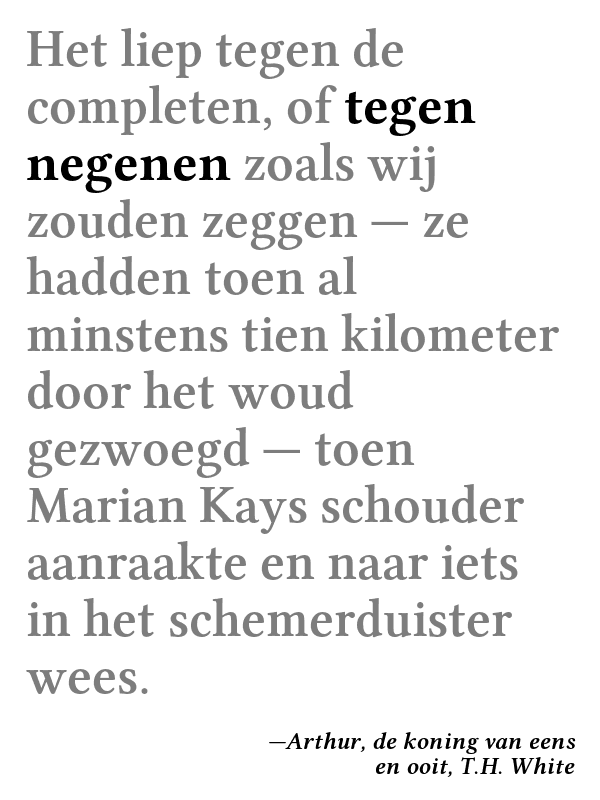 Het liep tegen de
completen, of tegen
negenen zoals wij
zouden zeggen — ze
hadden toen al
minstens tien kilometer
door het woud
gezwoegd — toen
Marian Kays schouder
aanraakte en naar iets
in het schemerduister
wees.
—Arthur, de koning van eens
en ooit, T.H. White